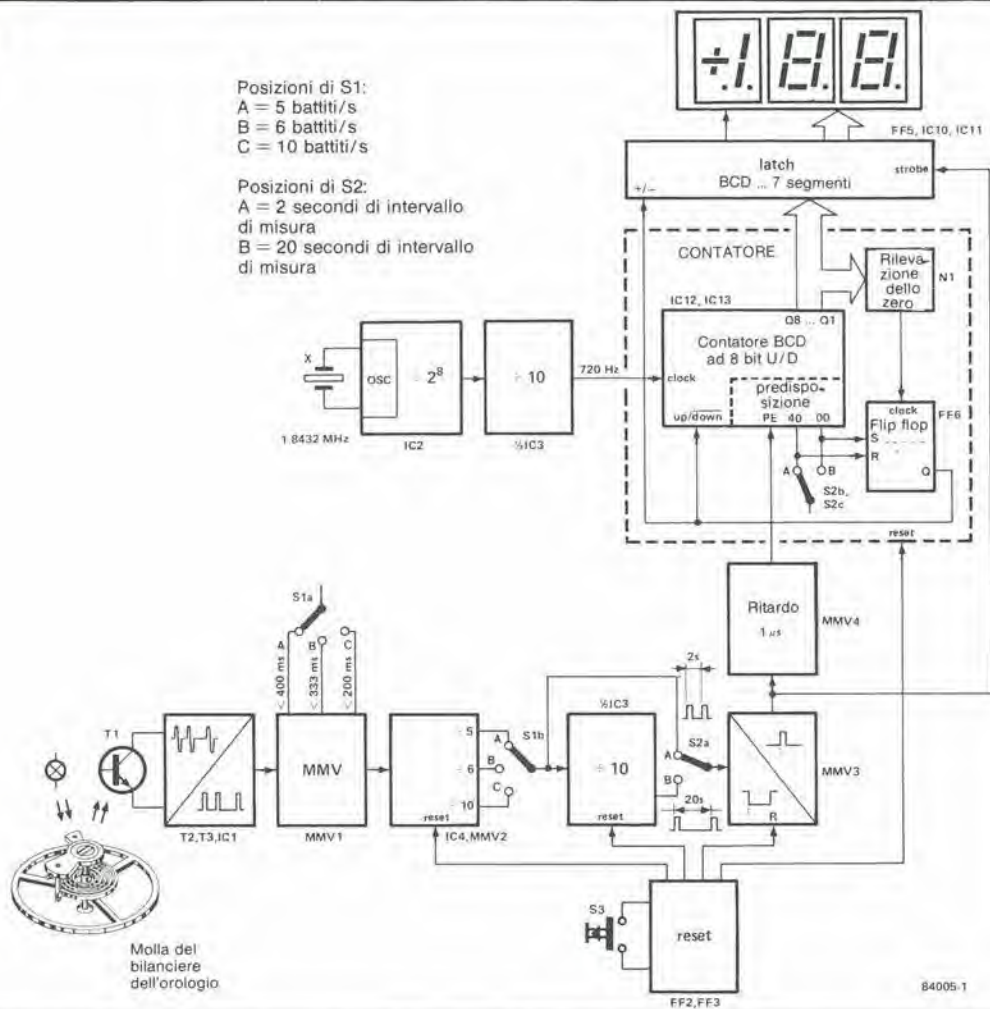 Posizioni di S1:
A = 5 battiti/s
B = 6 battiti/s
C = 10 battiti/s
Posizioni di S2:
A = 2 secondi di intervallo
di misura
B = 20 secondi di intervallo
di misura
÷1.
8.
8.
FF5, IC10, IC11
latch
BCD ... 7 segmenti
strobe
+/−
CONTATORE
Rileva-
zione
dello
zero
N1
IC12, IC13
Q8 ... Q1
Contatore BCD
ad 8 bit U/D
clock
predispo-
sizione
up/down
PE
40
00
clock
Flip flop
S
R
Q
FF6
A
B
S2b,
S2c
reset
X
OSC
÷ 2⁸
÷ 10
720 Hz
1.8432 MHz
IC2
½IC3
Ritardo
1 µs
MMV4
S1a
A
B
C
< 400 ms
< 333 ms
< 200 ms
T1
T2,T3,IC1
MMV
MMV1
÷ 5
÷ 6
÷ 10
reset
IC4,MMV2
S1b
A
B
C
½IC3
÷ 10
reset
2s
S2a
A
B
20s
R
MMV3
S3
reset
FF2,FF3
Molla del
bilanciere
dell'orologio
84005-1